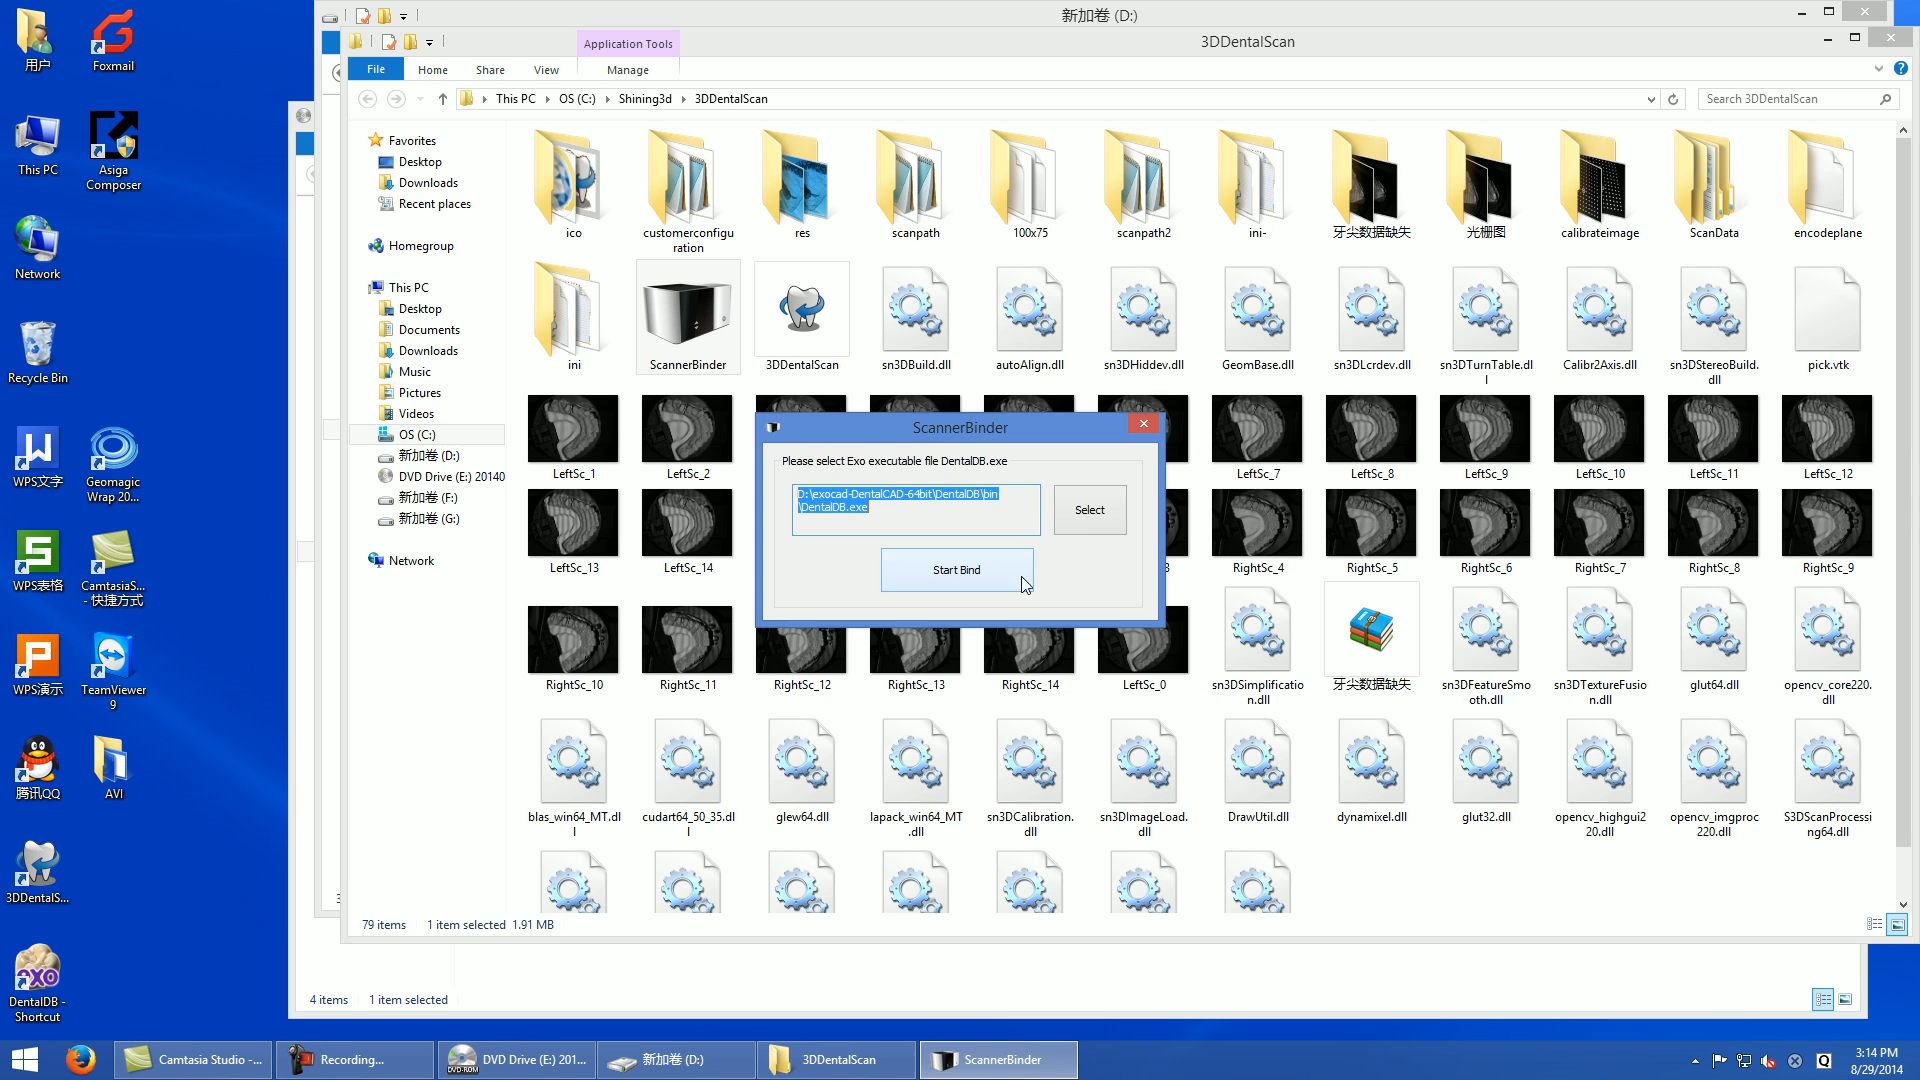 用户
Foxmail
This PC
Asiga
Composer
Network
Recycle Bin
WPS文字
Geomagic
Wrap 20...
WPS表格
CamtasiaS...
- 快捷方式
WPS演示
TeamViewer
9
腾讯QQ
AVI
3DDentalS...
DentalDB -
Shortcut
新加卷 (D:)
Application Tools
3DDentalScan
File
Home
Share
View
Manage
This PC
OS (C:)
Shining3d
3DDentalScan
Search 3DDentalScan
Favorites
Desktop
Downloads
Recent places
Homegroup
This PC
Desktop
Documents
Downloads
Music
Pictures
Videos
OS (C:)
新加卷 (D:)
DVD Drive (E:) 20140
新加卷 (F:)
新加卷 (G:)
Network
ico
customerconfigu
ration
res
scanpath
100x75
scanpath2
ini-
牙尖数据缺失
光栅图
calibrateimage
ScanData
encodeplane
ini
ScannerBinder
3DDentalScan
sn3DBuild.dll
autoAlign.dll
sn3DHiddev.dll
GeomBase.dll
sn3DLcrdev.dll
sn3DTurnTable.dl
l
Calibr2Axis.dll
sn3DStereoBuild.
dll
pick.vtk
LeftSc_1
LeftSc_2
LeftSc_7
LeftSc_8
LeftSc_9
LeftSc_10
LeftSc_11
LeftSc_12
LeftSc_13
LeftSc_14
3
RightSc_4
RightSc_5
RightSc_6
RightSc_7
RightSc_8
RightSc_9
ScannerBinder
Please select Exo executable file DentalDB.exe
D:\exocad-DentalCAD-64bit\DentalDB\bin
\DentalDB.exe
Select
Start Bind
RightSc_10
RightSc_11
RightSc_12
RightSc_13
RightSc_14
LeftSc_0
sn3DSimplificatio
n.dll
牙尖数据缺失
sn3DFeatureSmo
oth.dll
sn3DTextureFusio
n.dll
glut64.dll
opencv_core220.
dll
blas_win64_MT.dl
l
cudart64_50_35.dl
l
glew64.dll
lapack_win64_MT
.dll
sn3DCalibration.
dll
sn3DImageLoad.
dll
DrawUtil.dll
dynamixel.dll
glut32.dll
opencv_highgui2
20.dll
opencv_imgproc
220.dll
S3DScanProcessi
ng64.dll
79 items
1 item selected 1.91 MB
4 items
1 item selected
Camtasia Studio -...
Recording...
DVD Drive (E:) 201...
新加卷 (D:)
3DDentalScan
ScannerBinder
3:14 PM
8/29/2014